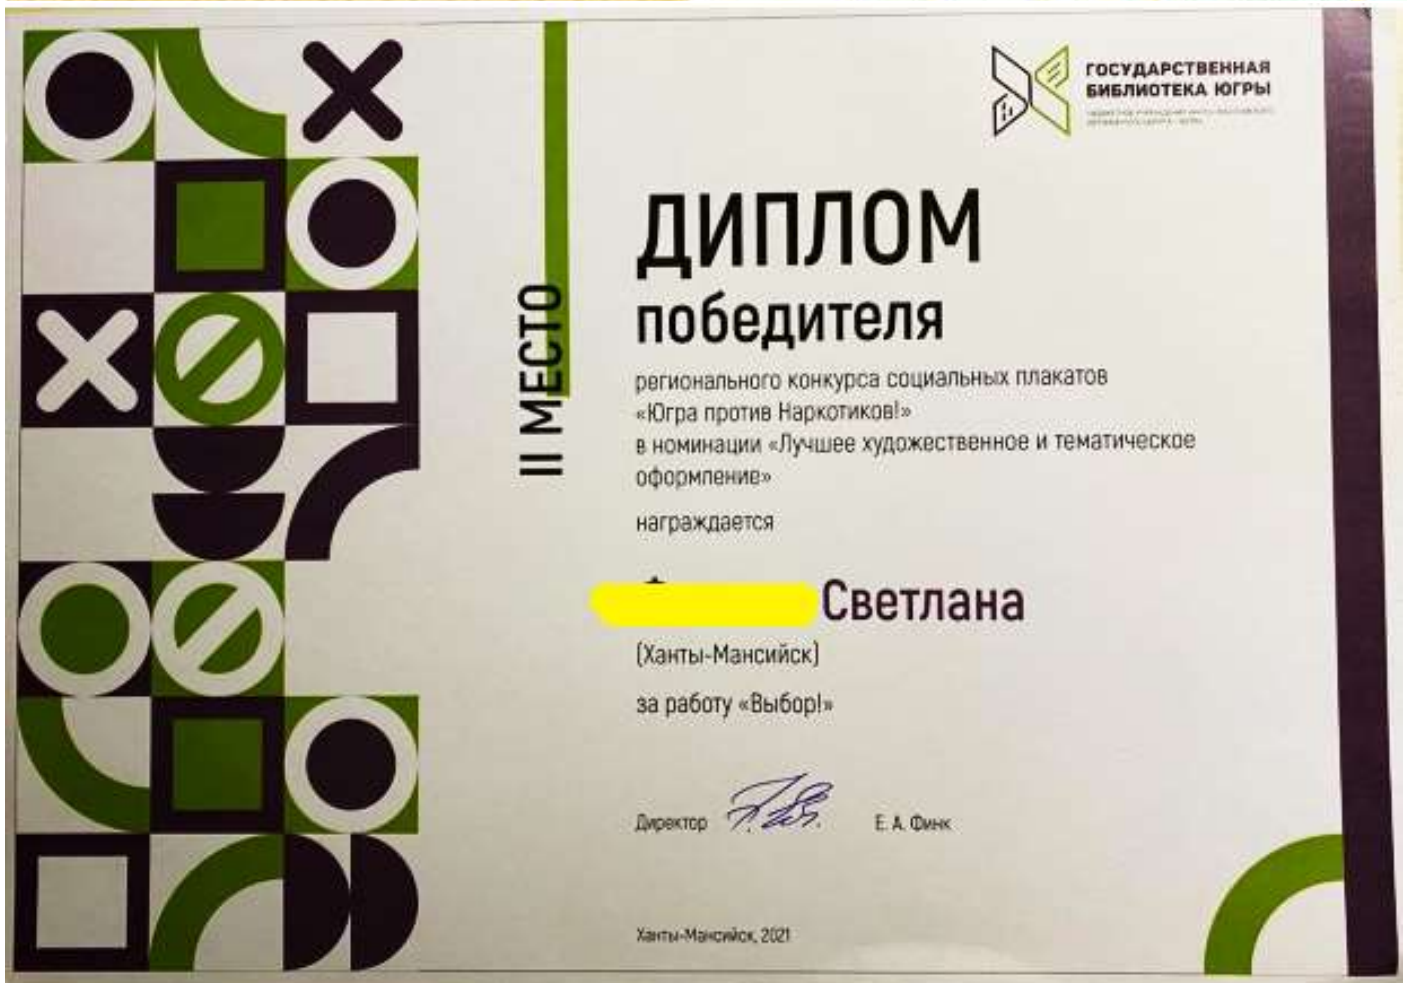 ГОСУДАРСТВЕННАЯ
БИБЛИОТЕКА ЮГРЫ
ДИПЛОМ
победителя
II МЕСТО
регионального конкурса социальных плакатов
«Югра против Наркотиков!»
в номинации «Лучшее художественное и тематическое
оформление»
награждается
Светлана
(Ханты-Мансийск)
за работу «Выбор!»
Директор Е. А. Финк
Ханты-Мансийск, 2021